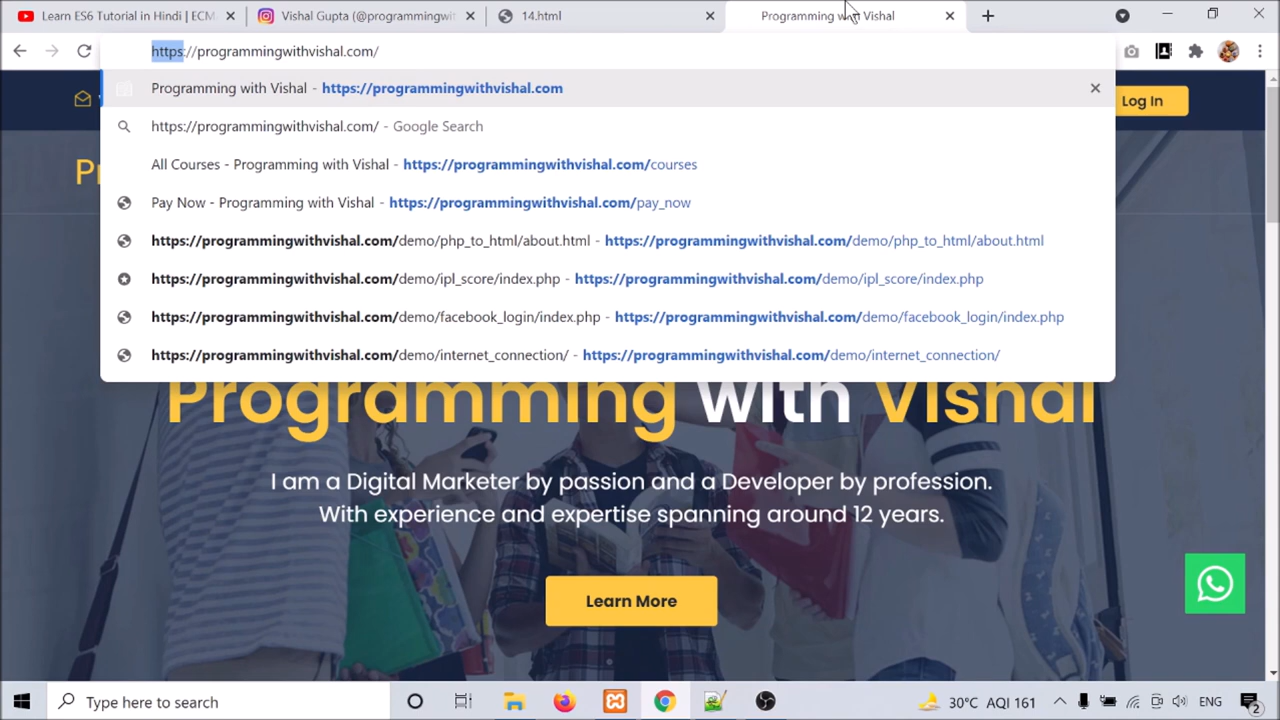 Learn ES6 Tutorial in Hindi | ECM
Vishal Gupta (@programmingwi
14.html
Programming with Vishal
https://programmingwithvishal.com/
Programming with Vishal - https://programmingwithvishal.com
https://programmingwithvishal.com/ - Google Search
All Courses - Programming with Vishal - https://programmingwithvishal.com/courses
Pay Now - Programming with Vishal - https://programmingwithvishal.com/pay_now
https://programmingwithvishal.com/demo/php_to_html/about.html - https://programmingwithvishal.com/demo/php_to_html/about.html
https://programmingwithvishal.com/demo/ipl_score/index.php - https://programmingwithvishal.com/demo/ipl_score/index.php
https://programmingwithvishal.com/demo/facebook_login/index.php - https://programmingwithvishal.com/demo/facebook_login/index.php
https://programmingwithvishal.com/demo/internet_connection/ - https://programmingwithvishal.com/demo/internet_connection/
Log In
Programming with Vishal
I am a Digital Marketer by passion and a Developer by profession.
With experience and expertise spanning around 12 years.
Learn More
Type here to search
30°C AQI 161
ENG
2